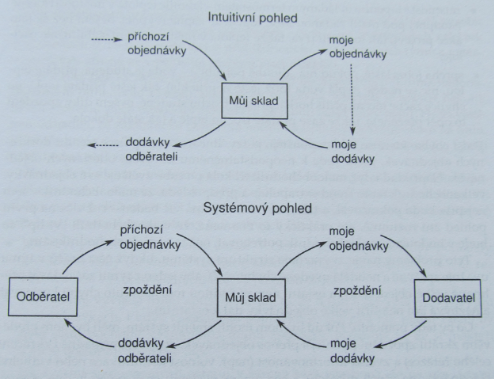 Intuitivní pohled
příchozí
objednávky
moje
objednávky
Můj sklad
dodávky
odběrateli
moje
dodávky
Systémový pohled
příchozí
objednávky
moje
objednávky
Odběratel
zpoždění
Můj sklad
zpoždění
Dodavatel
dodávky
odběrateli
moje
dodávky